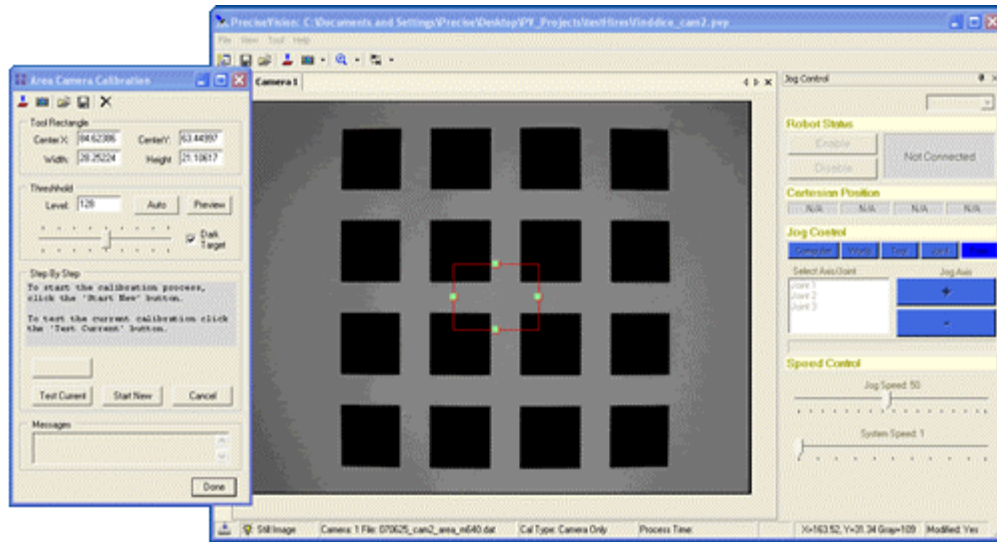 PreciseVision: C:\Documents and Settings\Precise\Desktop\PV_Projects\testHires\finddice_cam2.pvp
File View Tool Help
Area Camera Calibration
Camera 1
Jog Control
Tool Rectangle
Center X: 84.62386 Center Y: 63.44997
Width: 28.25224 Height 21.18617
Threshhold
Level: 128 Auto Preview
Dark Target
Step By Step
To start the calibration process,
click the 'Start New' button.
To test the current calibration click
the 'Test Current' button.
Test Current Start New Cancel
Messages
Done
Robot Status
Enable
Disable
Not Connected
Cartesian Position
N/A N/A N/A N/A
Jog Control
Computer World Tool Joint Free
Select Axis/Joint Jog Axis
Joint 1
Joint 2
Joint 3
+
-
Speed Control
Jog Speed: 50
System Speed: 1
Still Image Camera: 1 File: 070625_cam2_area_m640.dat Cal Type: Camera Only Process Time: X=163.52, Y=31.34 Gray=109 Modified: Yes